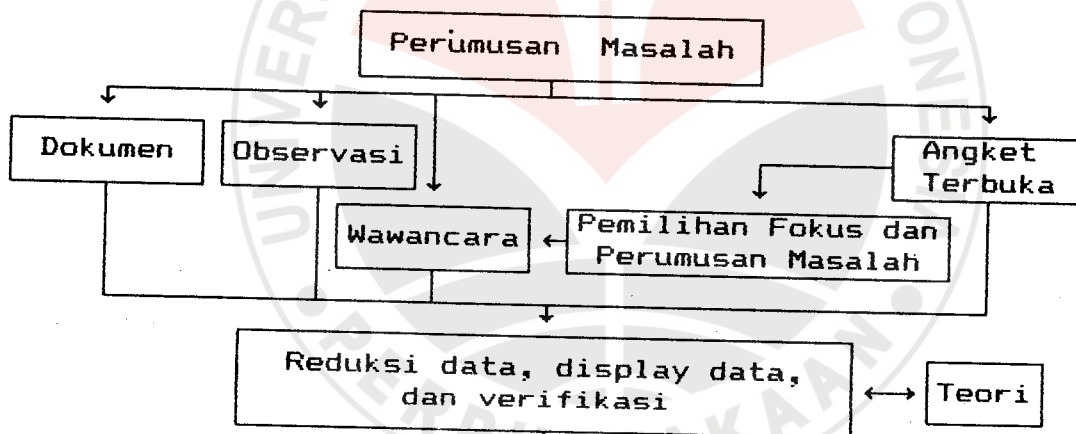 Perumusan Masalah
Dokumen
Observasi
Angket
Terbuka
Wawancara
Pemilihan Fokus dan
Perumusan Masalah
Reduksi data, display data,
dan verifikasi
Teori